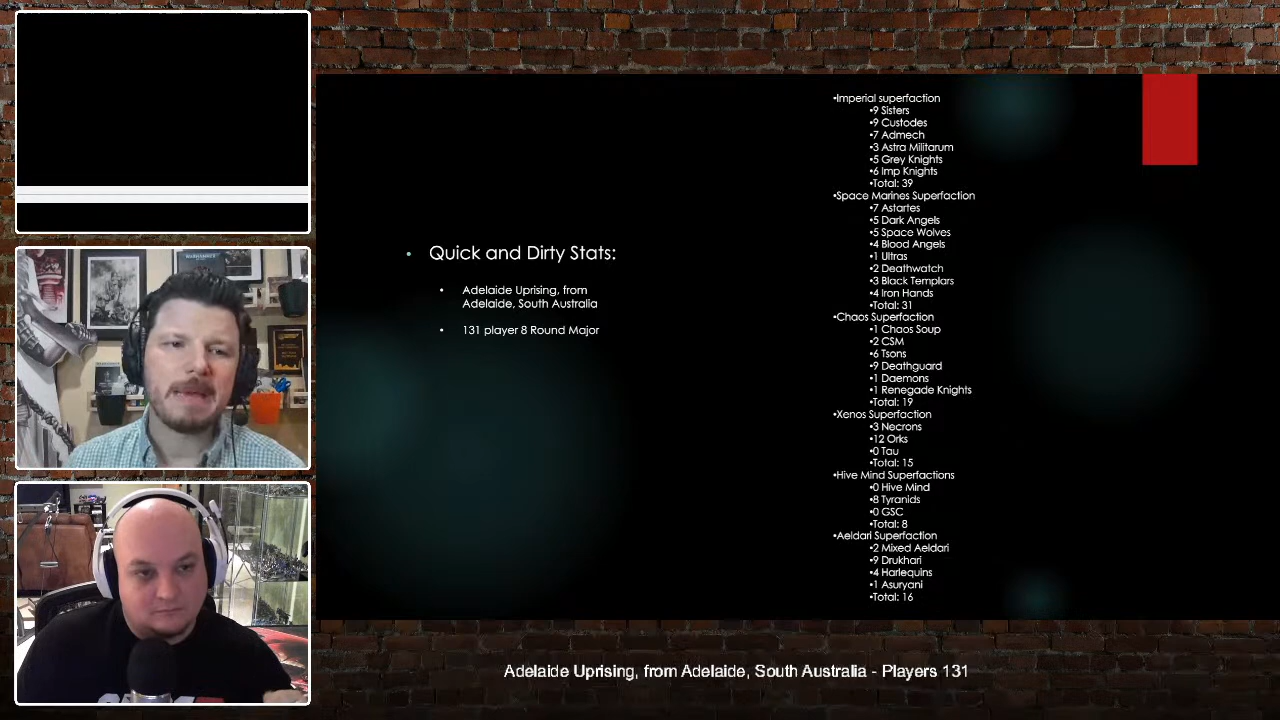 • Quick and Dirty Stats:
• Adelaide Uprising, from
Adelaide, South Australia
• 131 player 8 Round Major
•Imperial superfaction
•9 Sisters
•9 Custodes
•7 Admech
•3 Astra Militarum
•5 Grey Knights
•6 Imp Knights
•Total: 39
•Space Marines Superfaction
•7 Astartes
•5 Dark Angels
•5 Space Wolves
•4 Blood Angels
•1 Ultras
•2 Deathwatch
•3 Black Templars
•4 Iron Hands
•Total: 31
•Chaos Superfaction
•1 Chaos Soup
•2 CSM
•6 Tsons
•9 Deathguard
•1 Daemons
•1 Renegade Knights
•Total: 19
•Xenos Superfaction
•3 Necrons
•12 Orks
•0 Tau
•Total: 15
•Hive Mind Superfactions
•0 Hive Mind
•8 Tyranids
•0 GSC
•Total: 8
•Aeldari Superfaction
•2 Mixed Aeldari
•9 Drukhari
•4 Harlequins
•1 Asuryani
•Total: 16
Adelaide Uprising, from Adelaide, South Australia - Players 131